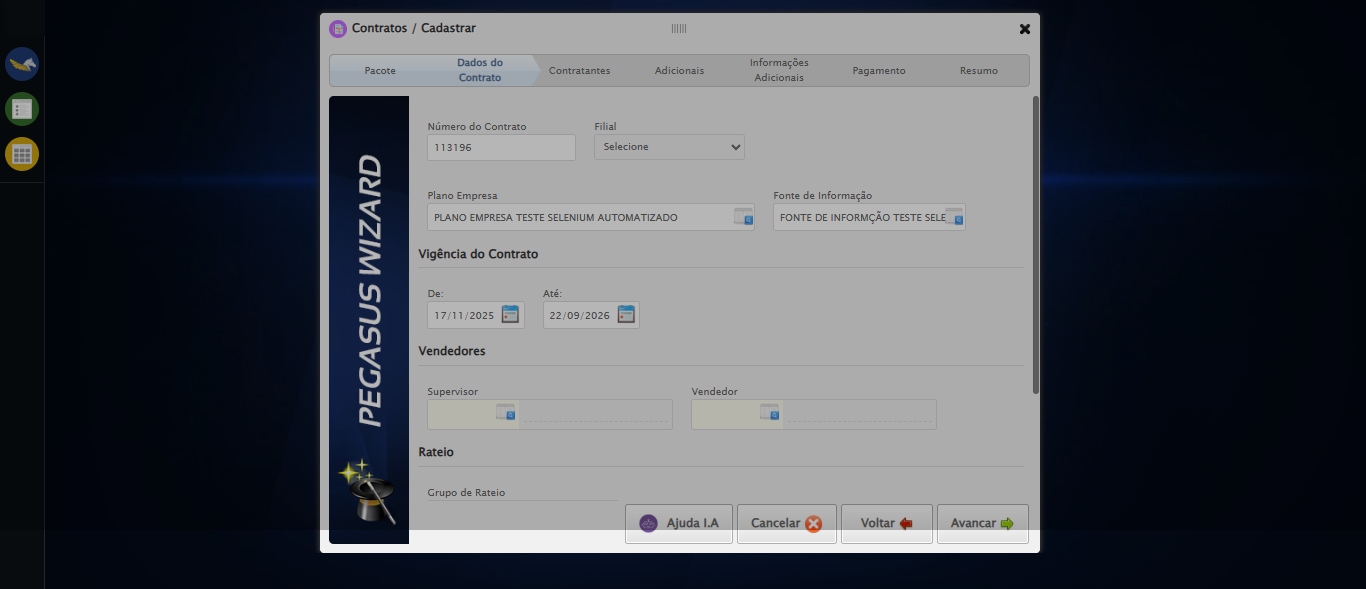 Contratos / Cadastrar
Pacote
Dados do
Contrato
Contratantes
Adicionais
Informações
Adicionais
Pagamento
Resumo
PEGASUS WIZARD
Número do Contrato
Filial
113196
Selecione
Plano Empresa
Fonte de Informação
PLANO EMPRESA TESTE SELENIUM AUTOMATIZADO
FONTE DE INFORMÇÃO TESTE SELE
Vigência do Contrato
De:
Até:
17/11/2025
22/09/2026
Vendedores
Supervisor
Vendedor
Rateio
Grupo de Rateio
Ajuda I.A
Cancelar
Voltar
Avancar